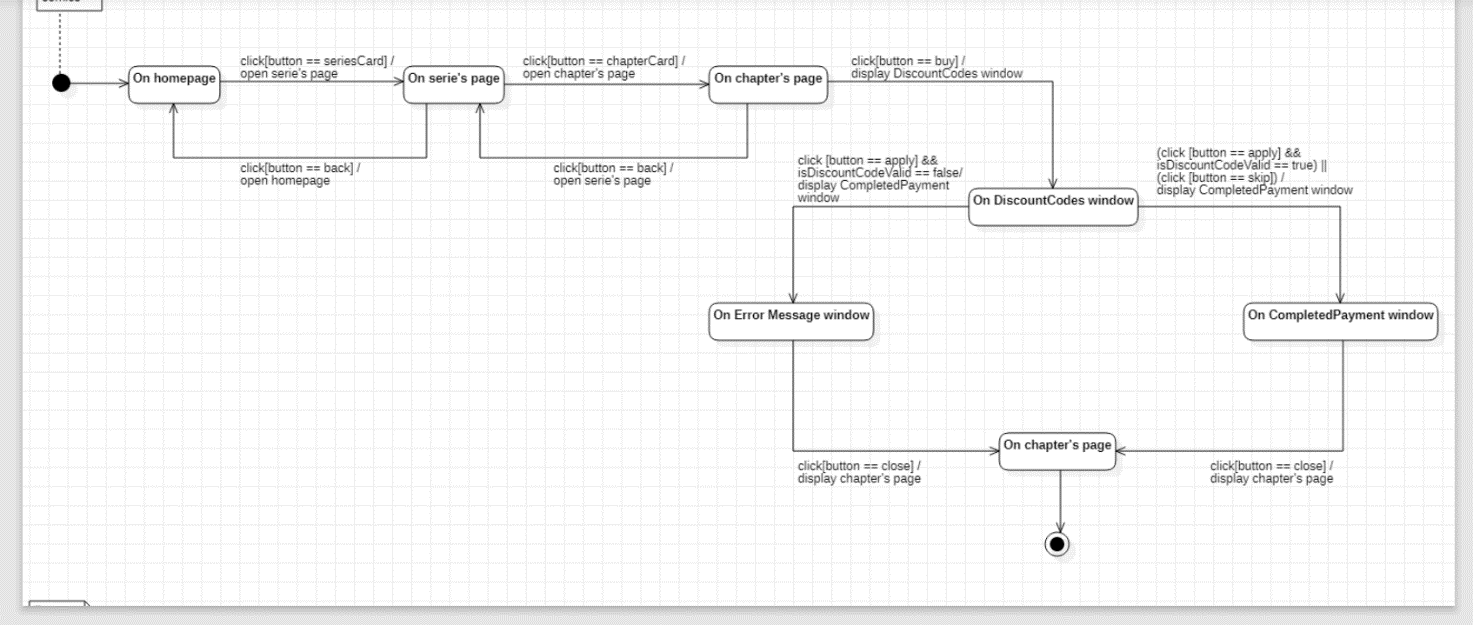 On homepage
click[button == seriesCard] /
open serie's page
On serie's page
click[button == chapterCard] /
open chapter's page
On chapter's page
click[button == buy] /
display DiscountCodes window
click[button == back] /
open homepage
click[button == back] /
open serie's page
click [button == apply] &&
isDiscountCodeValid == false/
display CompletedPayment
window
On DiscountCodes window
(click [button == apply] &&
isDiscountCodeValid == true) ||
(click [button == skip]) /
display CompletedPayment window
On Error Message window
On CompletedPayment window
On chapter's page
click[button == close] /
display chapter's page
click[button == close] /
display chapter's page